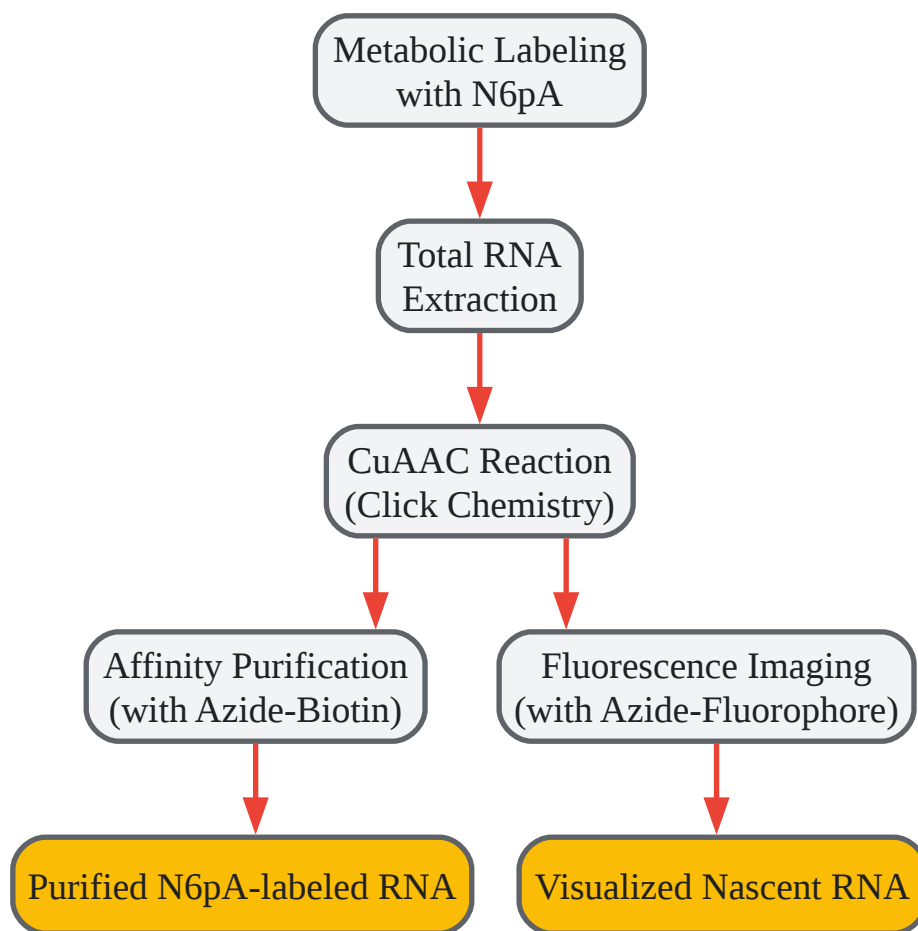 Metabolic Labeling
with N6pA
Total RNA
Extraction
CuAAC Reaction
(Click Chemistry)
Affinity Purification
(with Azide-Biotin)
Fluorescence Imaging
(with Azide-Fluorophore)
Purified N6pA-labeled RNA
Visualized Nascent RNA